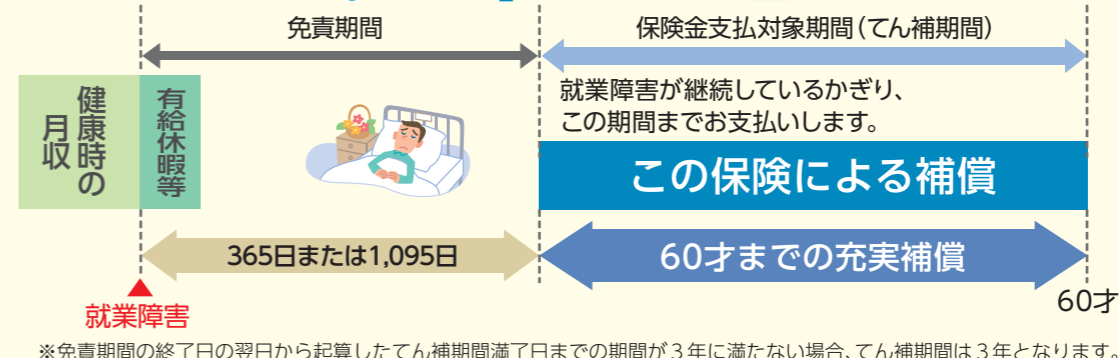 免責期間
保険金支払対象期間(てん補期間)
健康時の
月収
有給休暇等
就業障害が継続しているかぎり、
この期間までお支払いします。
この保険による補償
365日または1,095日
60才までの充実補償
就業障害
60才
※免責期間の終了日の翌日から起算したてん補期間満了日までの期間が3年に満たない場合、てん補期間は3年となります。